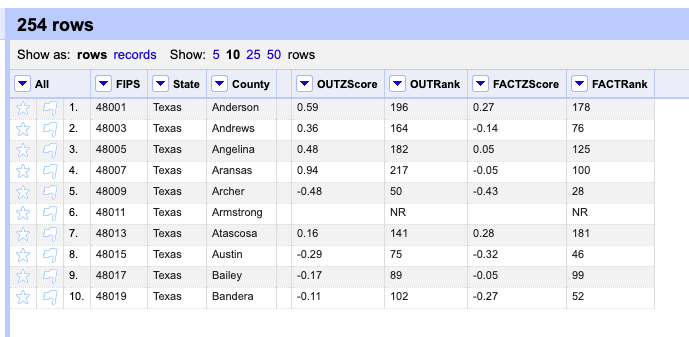 254 rows
Show as: rows records Show: 5 10 25 50 rows
All FIPS State County OUTZScore OUTRank FACTZScore FACTRank
1. 48001 Texas Anderson 0.59 196 0.27 178
2. 48003 Texas Andrews 0.36 164 -0.14 76
3. 48005 Texas Angelina 0.48 182 0.05 125
4. 48007 Texas Aransas 0.94 217 -0.05 100
5. 48009 Texas Archer -0.48 50 -0.43 28
6. 48011 Texas Armstrong NR NR
7. 48013 Texas Atascosa 0.16 141 0.28 181
8. 48015 Texas Austin -0.29 75 -0.32 46
9. 48017 Texas Bailey -0.17 89 -0.05 99
10. 48019 Texas Bandera -0.11 102 -0.27 52